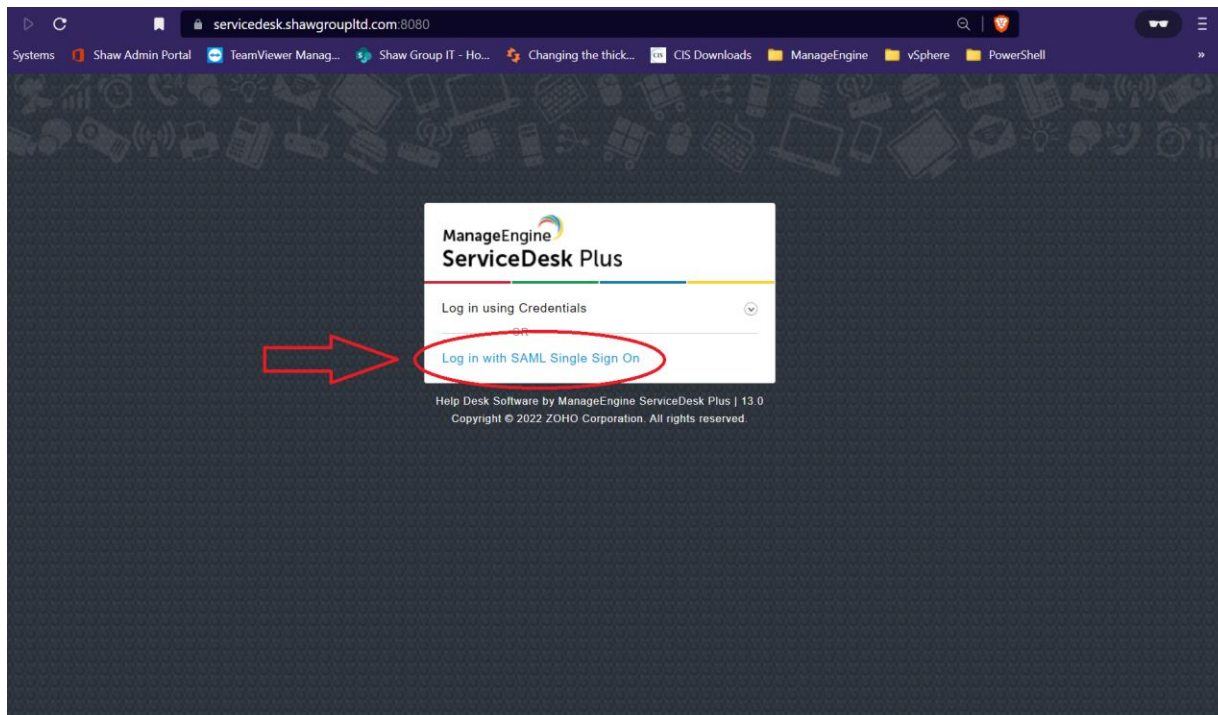 servicedesk.shawgroupltd.com:8080
Systems Shaw Admin Portal TeamViewer Manag... Shaw Group IT - Ho... Changing the thick... CIS CIS Downloads ManageEngine vSphere PowerShell »
ManageEngine
ServiceDesk Plus
Log in using Credentials
OR
Log in with SAML Single Sign On
Help Desk Software by ManageEngine ServiceDesk Plus | 13.0
Copyright © 2022 ZOHO Corporation. All rights reserved.